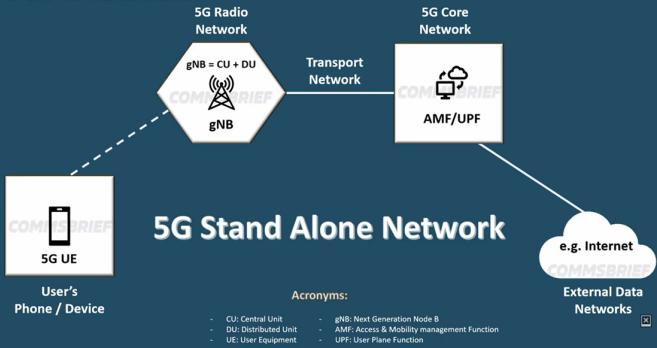 5G Radio
Network
5G Core
Network
gNB = CU + DU
Transport
Network
COMMSBRIEF
gNB
COMMSBRIEF
AMF/UPF
COMMSBRIEF
5G UE
5G Stand Alone Network
e.g. Internet
COMMSBRIEF
User's
Phone / Device
External Data
Networks
Acronyms:
- CU: Central Unit - gNB: Next Generation Node B
- DU: Distributed Unit - AMF: Access & Mobility management Function
- UE: User Equipment - UPF: User Plane Function